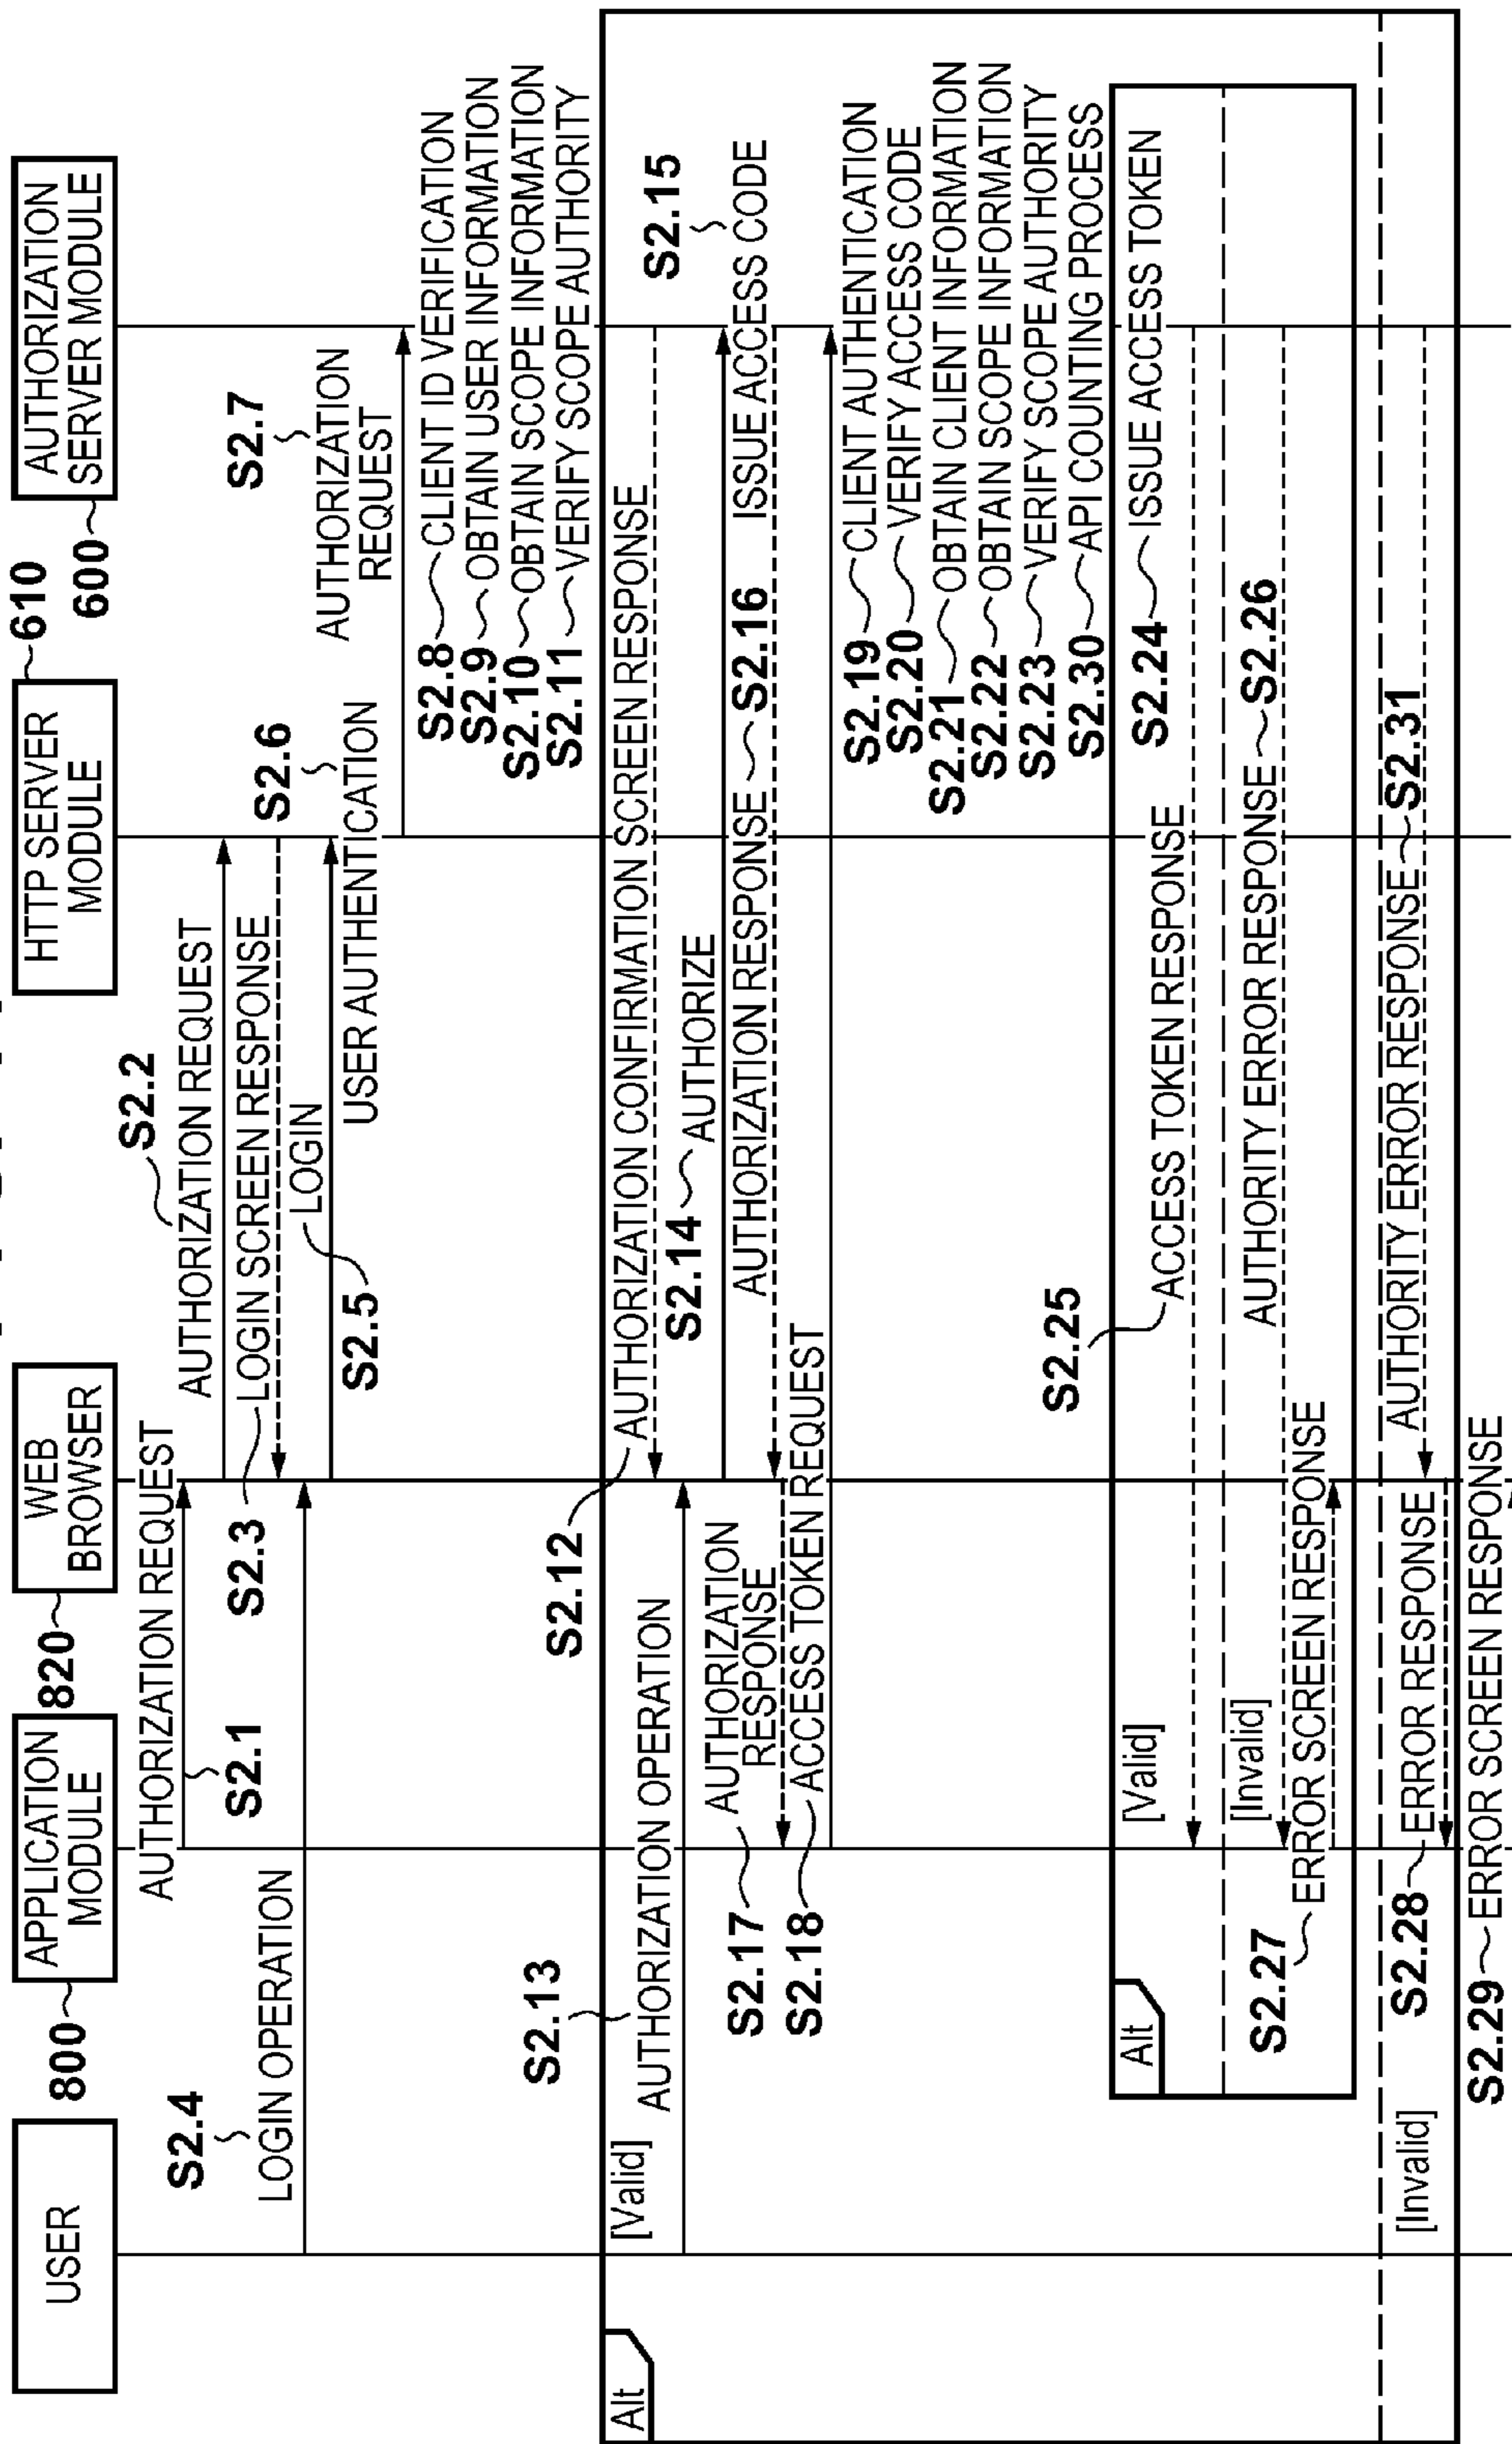 USER
800
APPLICATION
MODULE
820
WEB
BROWSER
610
HTTP SERVER
MODULE
600
AUTHORIZATION
SERVER MODULE
AUTHORIZATION REQUEST
S2.1
S2.2
AUTHORIZATION REQUEST
S2.3
LOGIN SCREEN RESPONSE
S2.4
LOGIN OPERATION
LOGIN
S2.5
S2.6
USER AUTHENTICATION
S2.7
AUTHORIZATION
REQUEST
S2.8
CLIENT ID VERIFICATION
S2.9
OBTAIN USER INFORMATION
S2.10
OBTAIN SCOPE INFORMATION
S2.11
VERIFY SCOPE AUTHORITY
Alt
[Valid]
S2.12
AUTHORIZATION CONFIRMATION SCREEN RESPONSE
S2.13
AUTHORIZATION OPERATION
S2.14
AUTHORIZE
S2.15
ISSUE ACCESS CODE
AUTHORIZATION RESPONSE
S2.16
S2.17
AUTHORIZATION
RESPONSE
S2.18
ACCESS TOKEN REQUEST
S2.19
CLIENT AUTHENTICATION
S2.20
VERIFY ACCESS CODE
S2.21
OBTAIN CLIENT INFORMATION
S2.22
OBTAIN SCOPE INFORMATION
S2.23
VERIFY SCOPE AUTHORITY
S2.30
API COUNTING PROCESS
Alt
[Valid]
S2.24
ISSUE ACCESS TOKEN
S2.25
ACCESS TOKEN RESPONSE
[Invalid]
AUTHORITY ERROR RESPONSE
S2.26
S2.27
ERROR SCREEN RESPONSE
[Invalid]
AUTHORITY ERROR RESPONSE
S2.31
S2.28
ERROR RESPONSE
S2.29
ERROR SCREEN RESPONSE